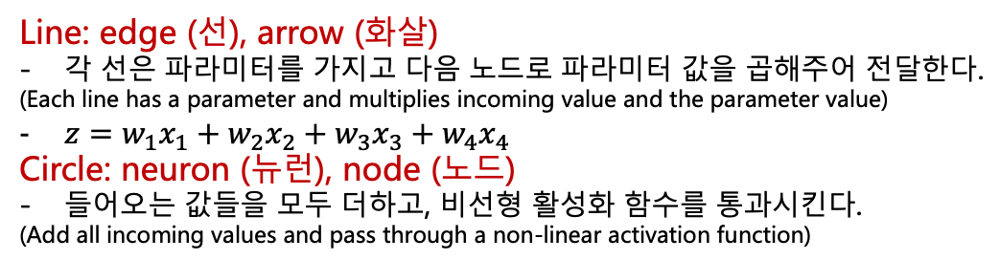 Line: edge (선), arrow (화살)
- 각 선은 파라미터를 가지고 다음 노드로 파라미터 값을 곱해주어 전달한다.
(Each line has a parameter and multiplies incoming value and the parameter value)
- z = w₁x₁ + w₂x₂ + w₃x₃ + w₄x₄
Circle: neuron (뉴런), node (노드)
- 들어오는 값들을 모두 더하고, 비선형 활성화 함수를 통과시킨다.
(Add all incoming values and pass through a non-linear activation function)